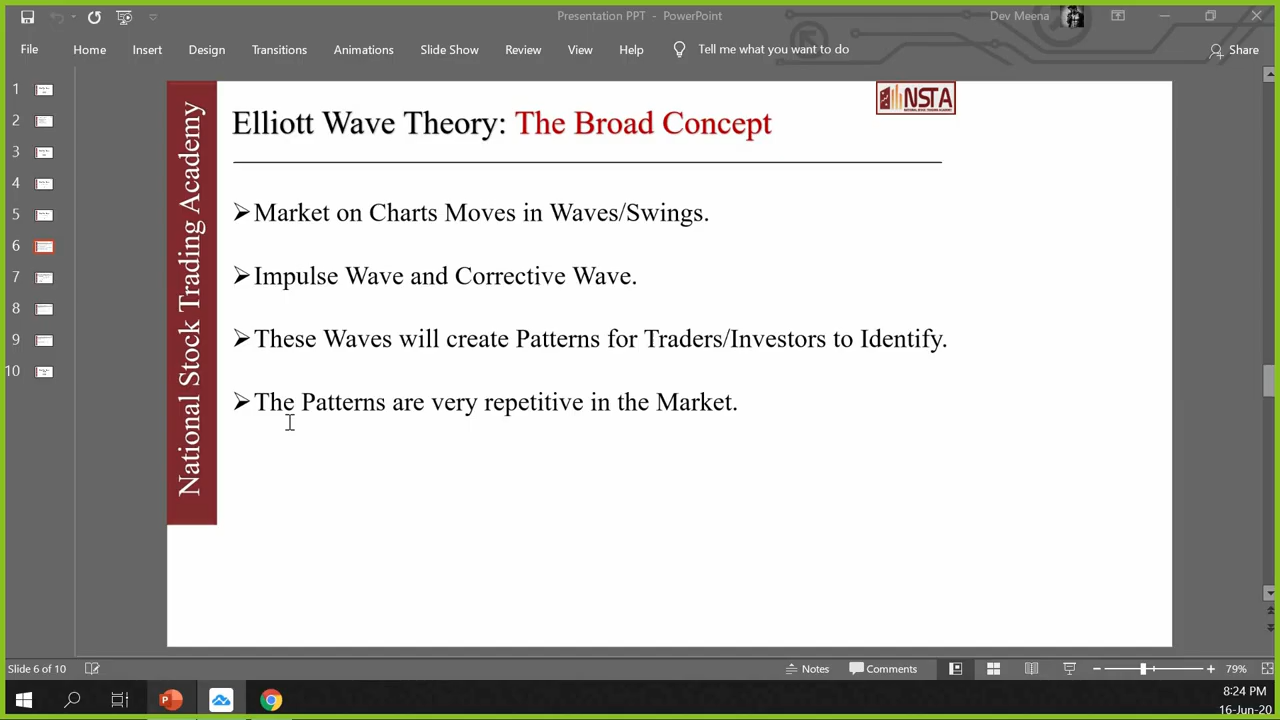 Presentation PPT - PowerPoint
Dev Meena
File Home Insert Design Transitions Animations Slide Show Review View Help Tell me what you want to do Share
1
2
3
4
5
6
7
8
9
10
National Stock Trading Academy
NSTA
Elliott Wave Theory: The Broad Concept
➢Market on Charts Moves in Waves/Swings.
➢Impulse Wave and Corrective Wave.
➢These Waves will create Patterns for Traders/Investors to Identify.
➢The Patterns are very repetitive in the Market.
Slide 6 of 10 Notes Comments 79%
8:24 PM
16-Jun-20